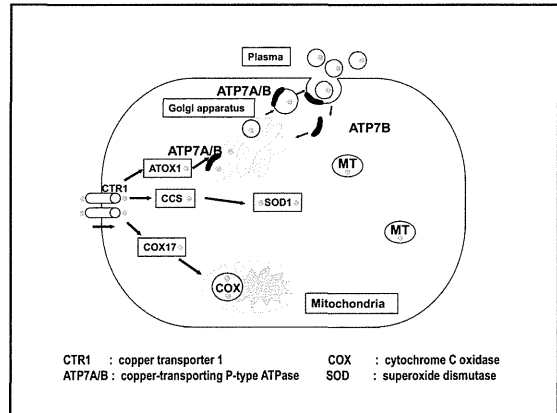 Plasma
ATP7A/B
Golgi apparatus
ATP7B
ATP7A/B
MT
ATOX1
CTR1
CCS
SOD1
MT
COX17
COX
Mitochondria
CTR1 : copper transporter 1
COX : cytochrome C oxidase
ATP7A/B : copper-transporting P-type ATPase
SOD : superoxide dismutase